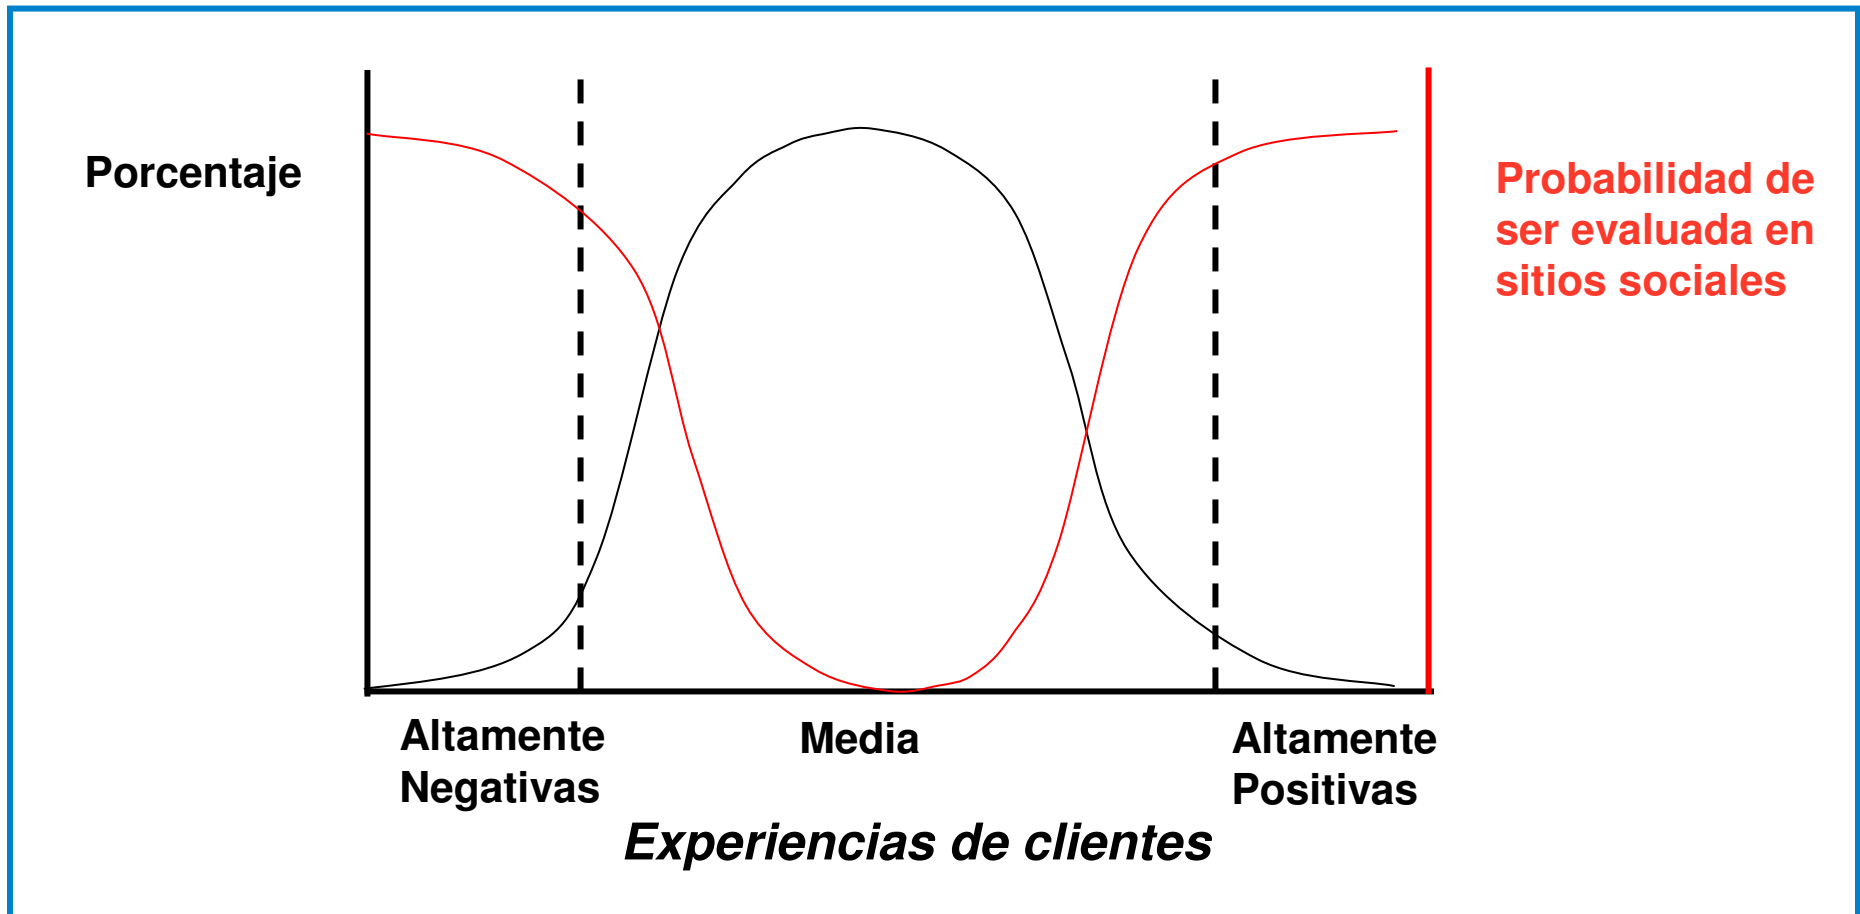 Porcentaje
Probabilidad de
ser evaluada en
sitios sociales
Altamente
Negativas
Media
Altamente
Positivas
Experiencias de clientes